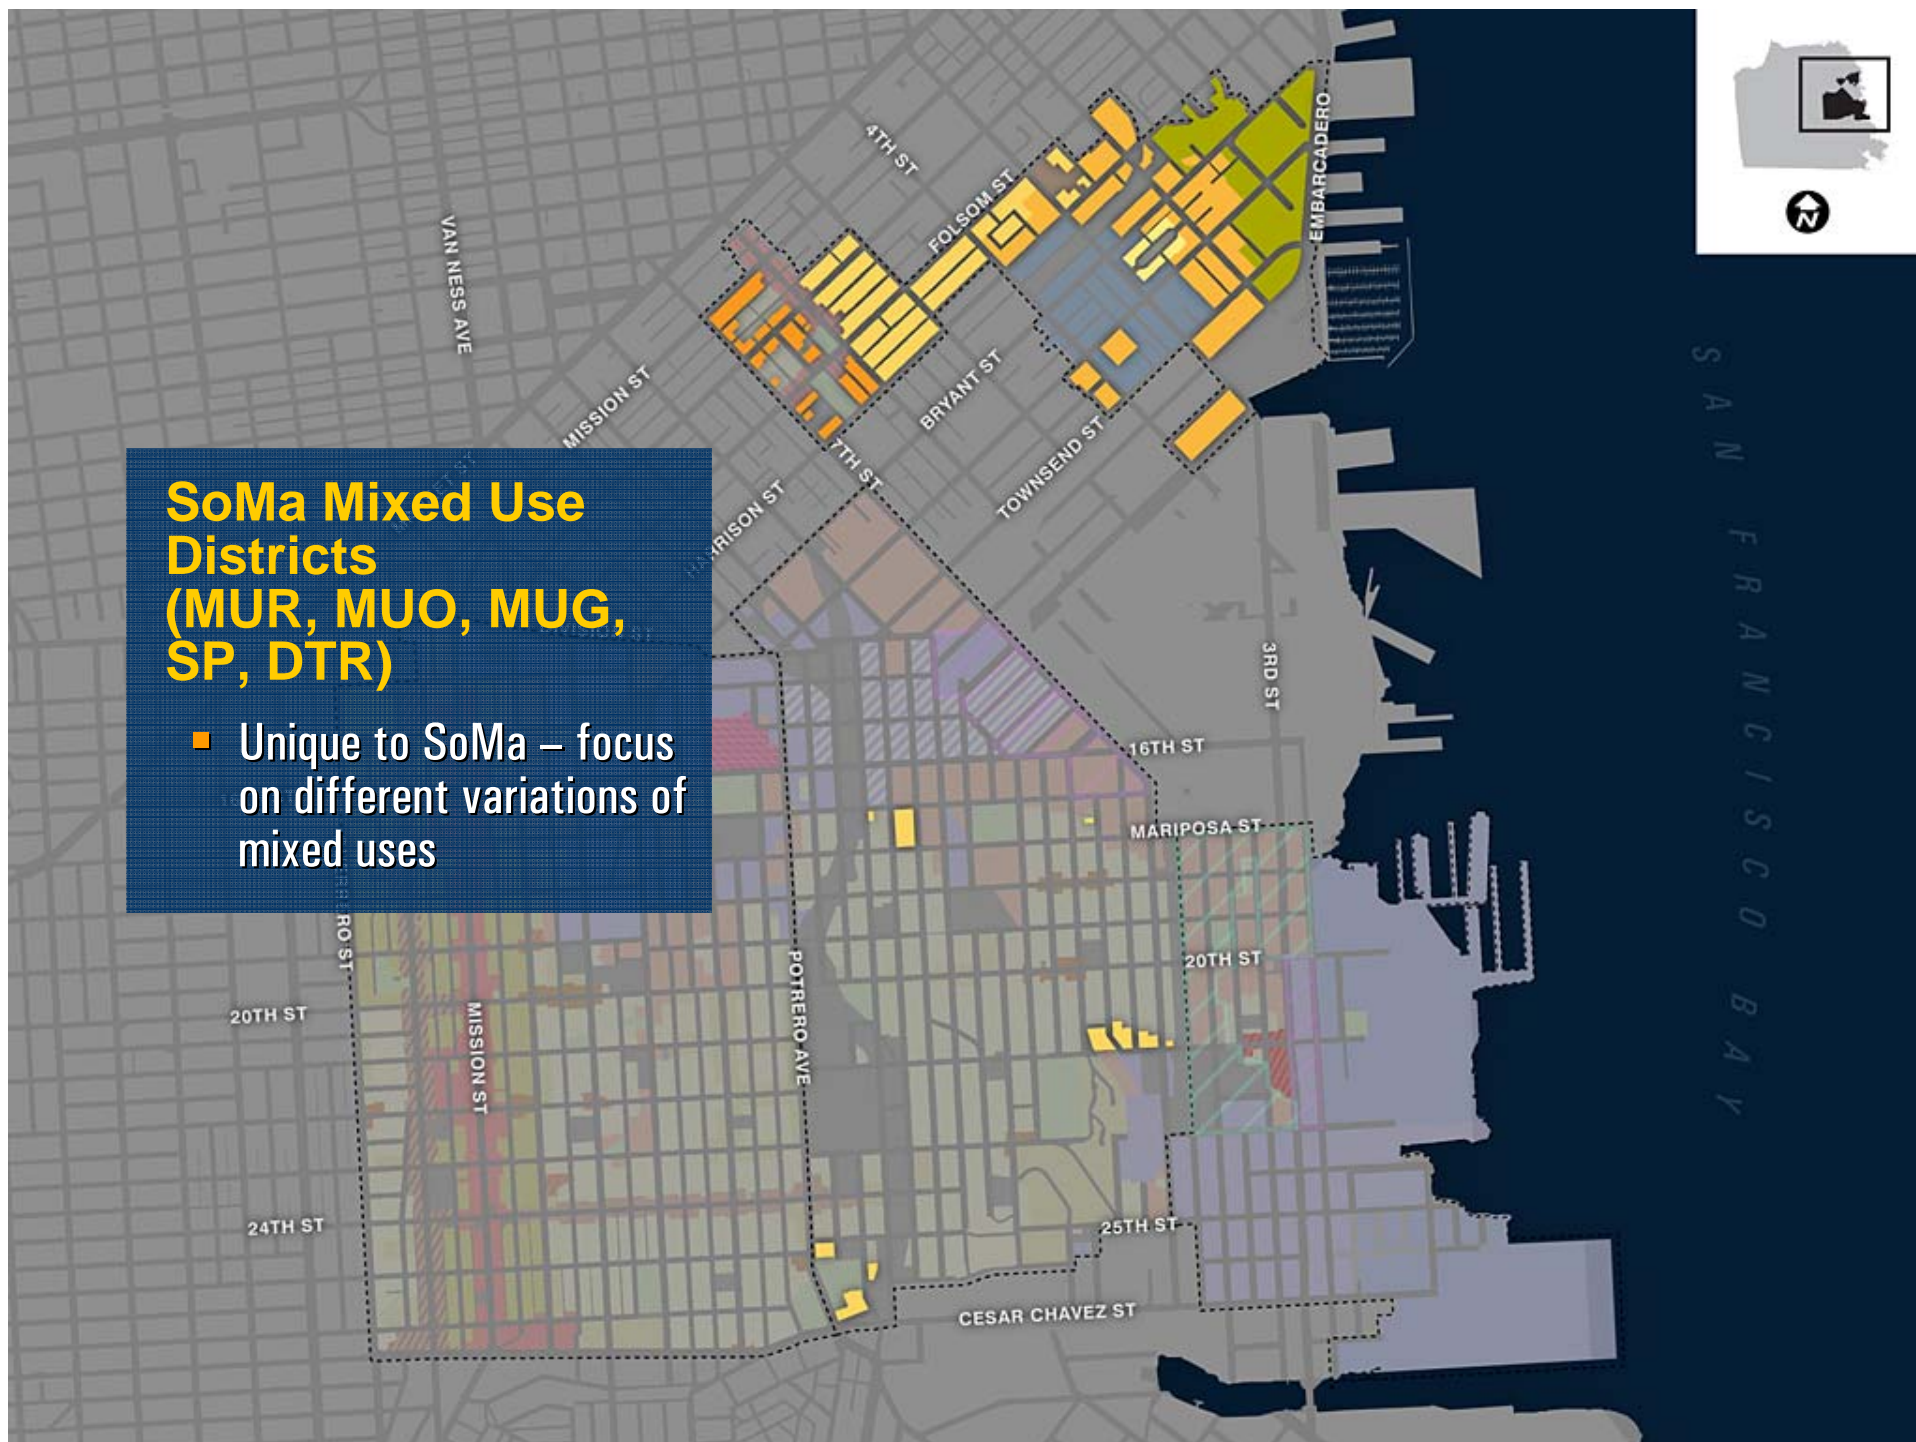 4TH ST
FOLSOM ST
EMBARCADERO
N
VAN NESS AVE
MISSION ST
BRYANT ST
TOWNSEND ST
7TH ST
HARRISON ST
SoMa Mixed Use
Districts
(MUR, MUO, MUG,
SP, DTR)
Unique to SoMa – focus
on different variations of
mixed uses
3RD ST
16TH ST
MARIPOSA ST
20TH ST
POTRERO AVE
20TH ST
MISSION ST
24TH ST
25TH ST
CESAR CHAVEZ ST
SAN FRANCISCO BAY